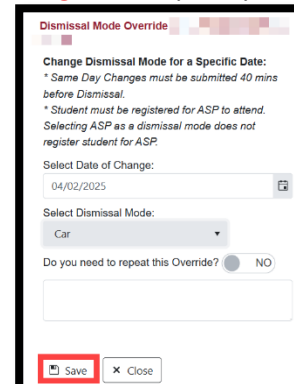 Dismissal Mode Override
Change Dismissal Mode for a Specific Date:
* Same Day Changes must be submitted 40 mins
before Dismissal.
* Student must be registered for ASP to attend.
Selecting ASP as a dismissal mode does not
register student for ASP.
Select Date of Change:
04/02/2025
Select Dismissal Mode:
Car
Do you need to repeat this Override? NO
Save × Close